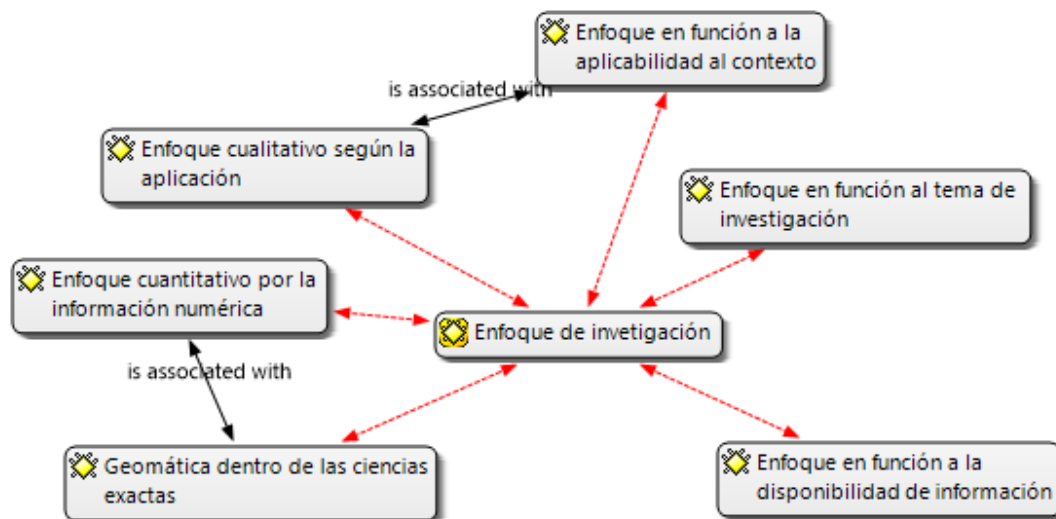 Enfoque en función a la
aplicabilidad al contexto
is associated with
Enfoque cualitativo según la
aplicación
Enfoque en función al tema de
investigación
Enfoque cuantitativo por la
información numérica
Enfoque de invetigación
is associated with
Geomática dentro de las ciencias
exactas
Enfoque en función a la
disponibilidad de información